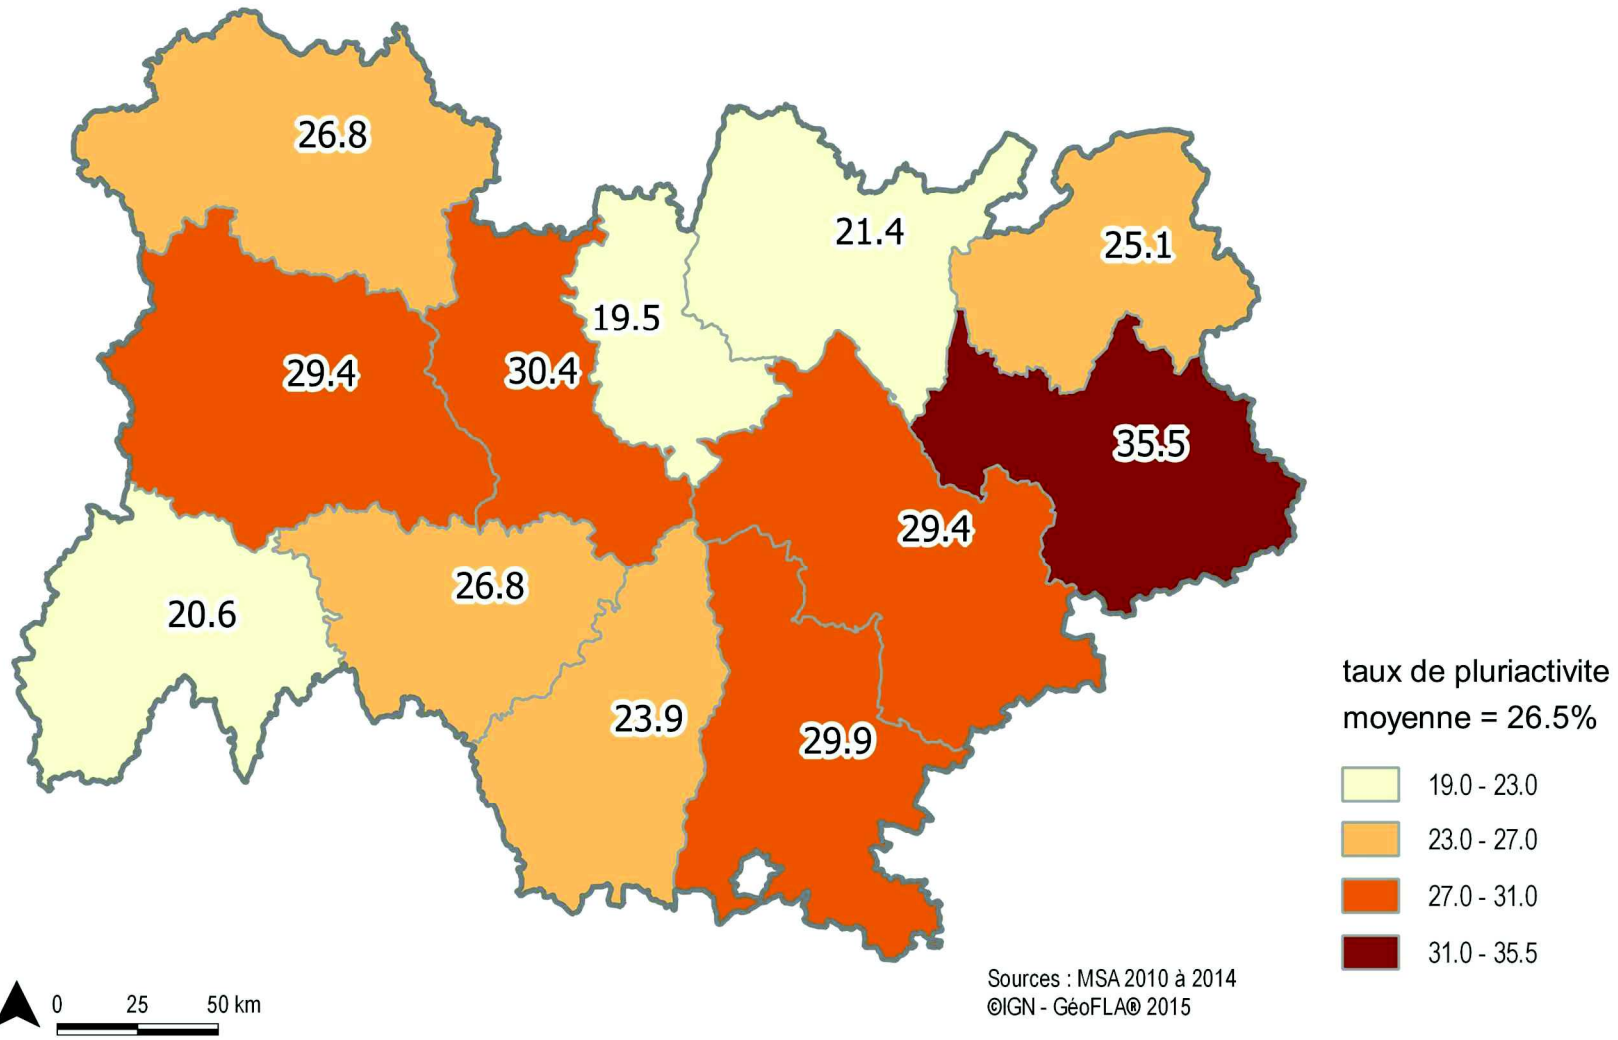 26.8
21.4
25.1
19.5
29.4
30.4
35.5
29.4
26.8
20.6
23.9
29.9
taux de pluriactivite
moyenne = 26.5%
19.0 - 23.0
23.0 - 27.0
27.0 - 31.0
31.0 - 35.5
Sources : MSA 2010 à 2014
©IGN - GéoFLA® 2015
0 25 50 km